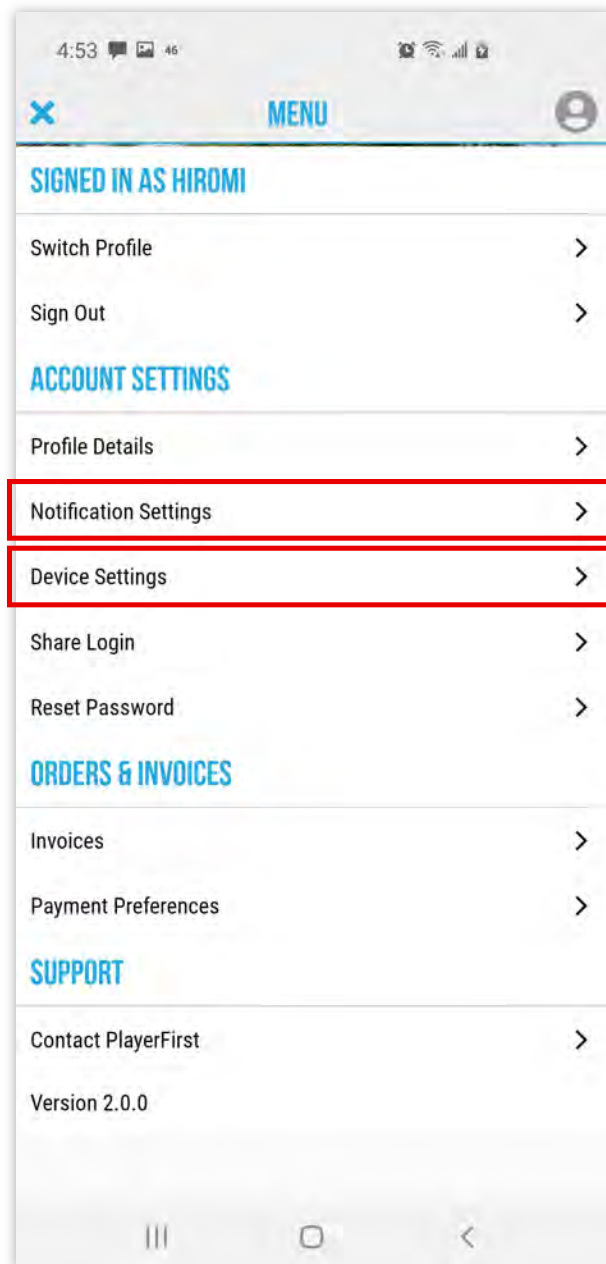 4:53 46
MENU
SIGNED IN AS HIROMI
Switch Profile
Sign Out
ACCOUNT SETTINGS
Profile Details
Notification Settings
Device Settings
Share Login
Reset Password
ORDERS & INVOICES
Invoices
Payment Preferences
SUPPORT
Contact PlayerFirst
Version 2.0.0